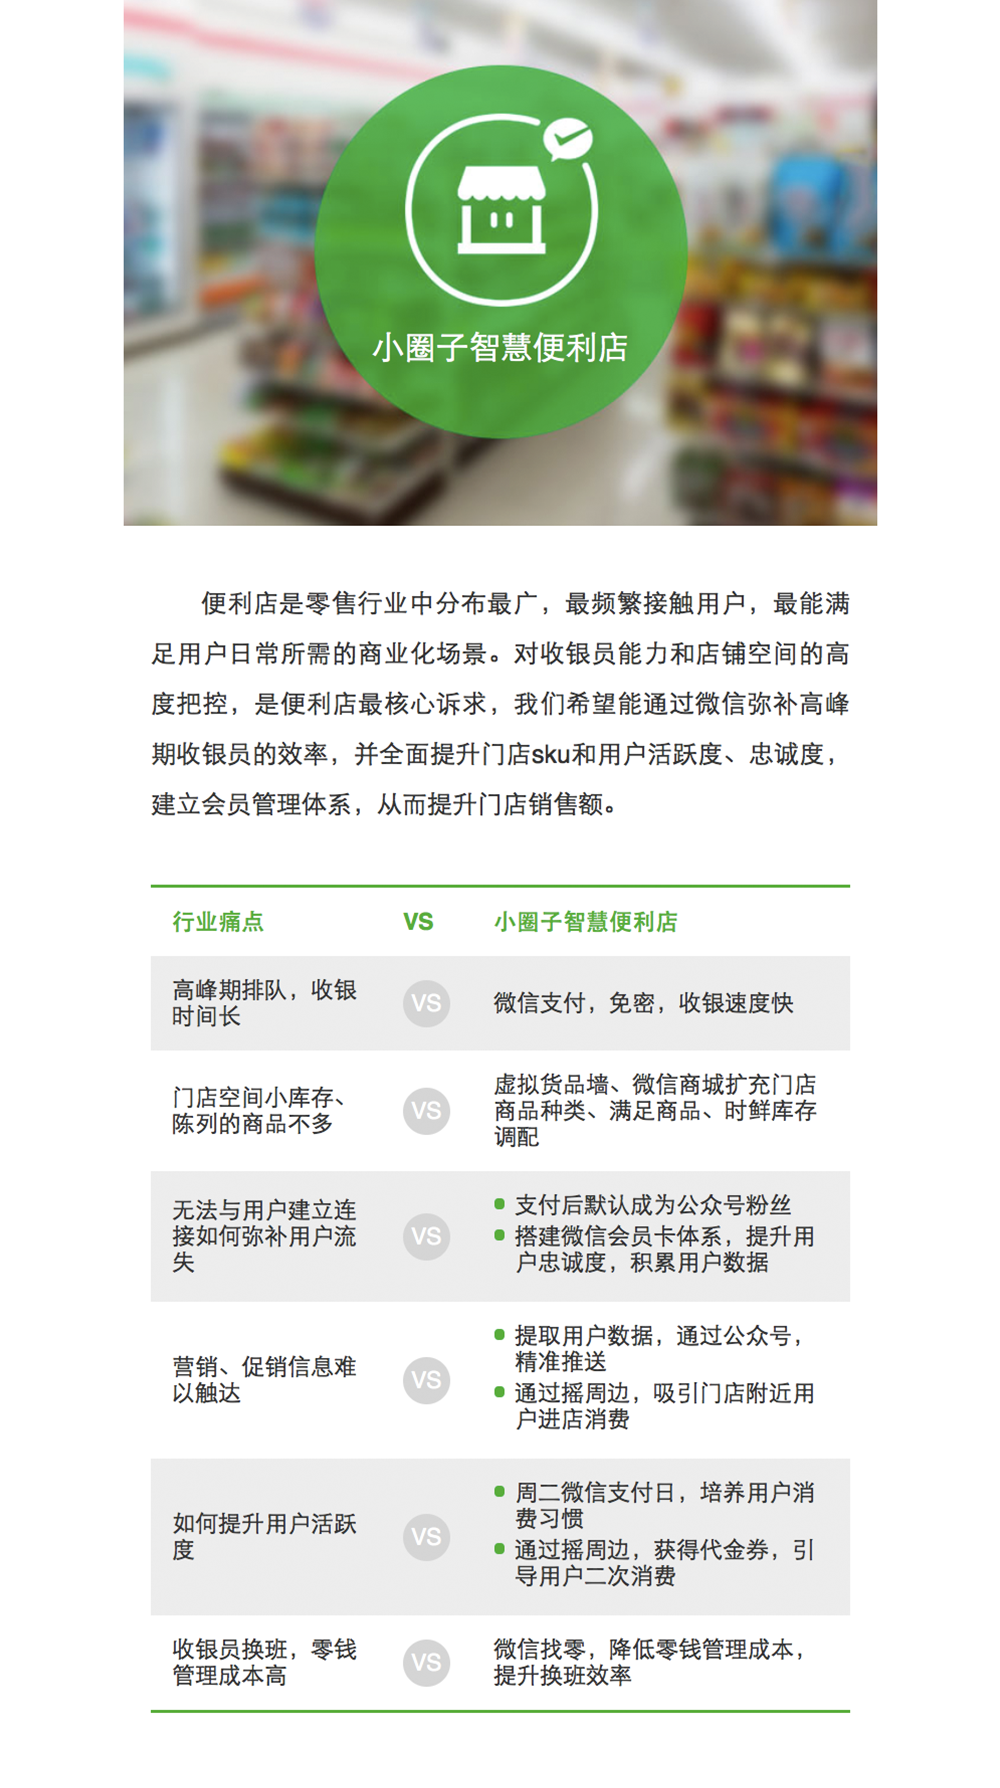 小圈子智慧便利店
便利店是零售行业中分布最广，最频繁接触用户，最能满
足用户日常所需的商业化场景。对收银员能力和店铺空间的高
度把控，是便利店最核心诉求，我们希望能通过微信弥补高峰
期收银员的效率，并全面提升门店sku和用户活跃度、忠诚度，
建立会员管理体系，从而提升门店销售额。
行业痛点 VS 小圈子智慧便利店
高峰期排队，收银
时间长
VS
微信支付，免密，收银速度快
门店空间小库存、
陈列的商品不多
VS
虚拟货品墙、微信商城扩充门店
商品种类、满足商品、时鲜库存
调配
无法与用户建立连
接如何弥补用户流
失
VS
支付后默认成为公众号粉丝
搭建微信会员卡体系，提升用
户忠诚度，积累用户数据
营销、促销信息难
以触达
VS
提取用户数据，通过公众号，
精准推送
通过摇周边，吸引门店附近用
户进店消费
如何提升用户活跃
度
VS
周二微信支付日，培养用户消
费习惯
通过摇周边，获得代金券，引
导用户二次消费
收银员换班，零钱
管理成本高
VS
微信找零，降低零钱管理成本，
提升换班效率